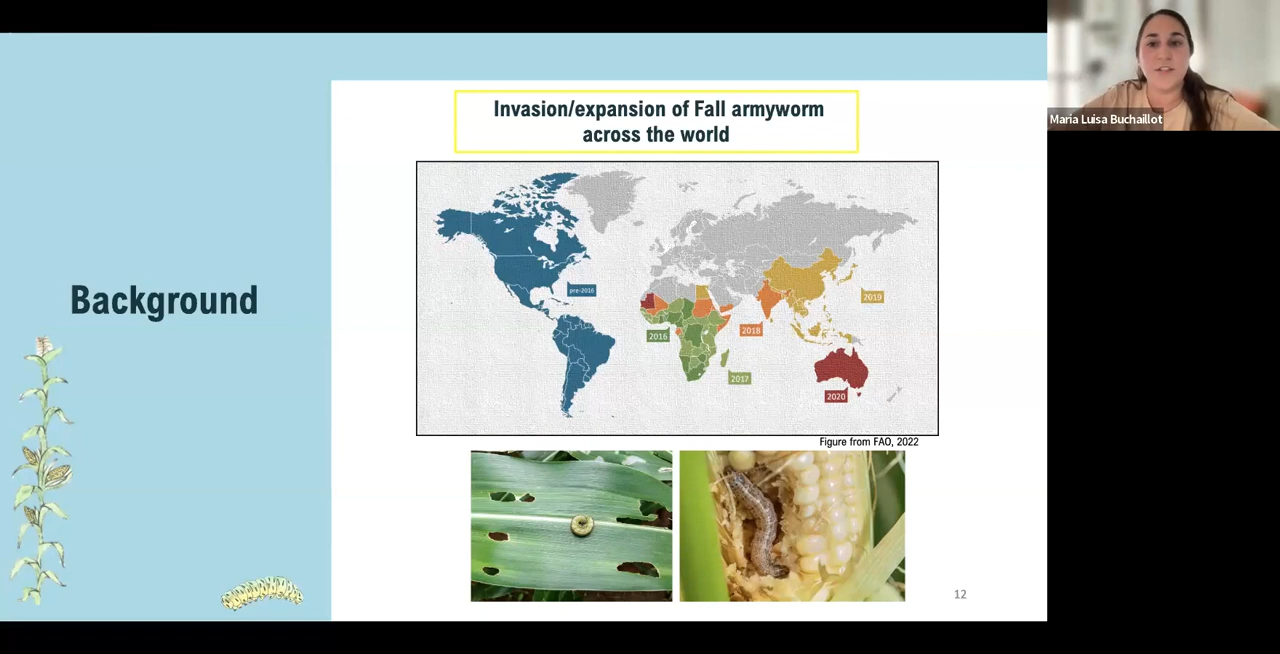 Invasion/expansion of Fall armyworm
across the world
Maria Luisa Buchaillot
Background
pre-2016
2019
2016
2018
2017
2020
Figure from FAO, 2022
12